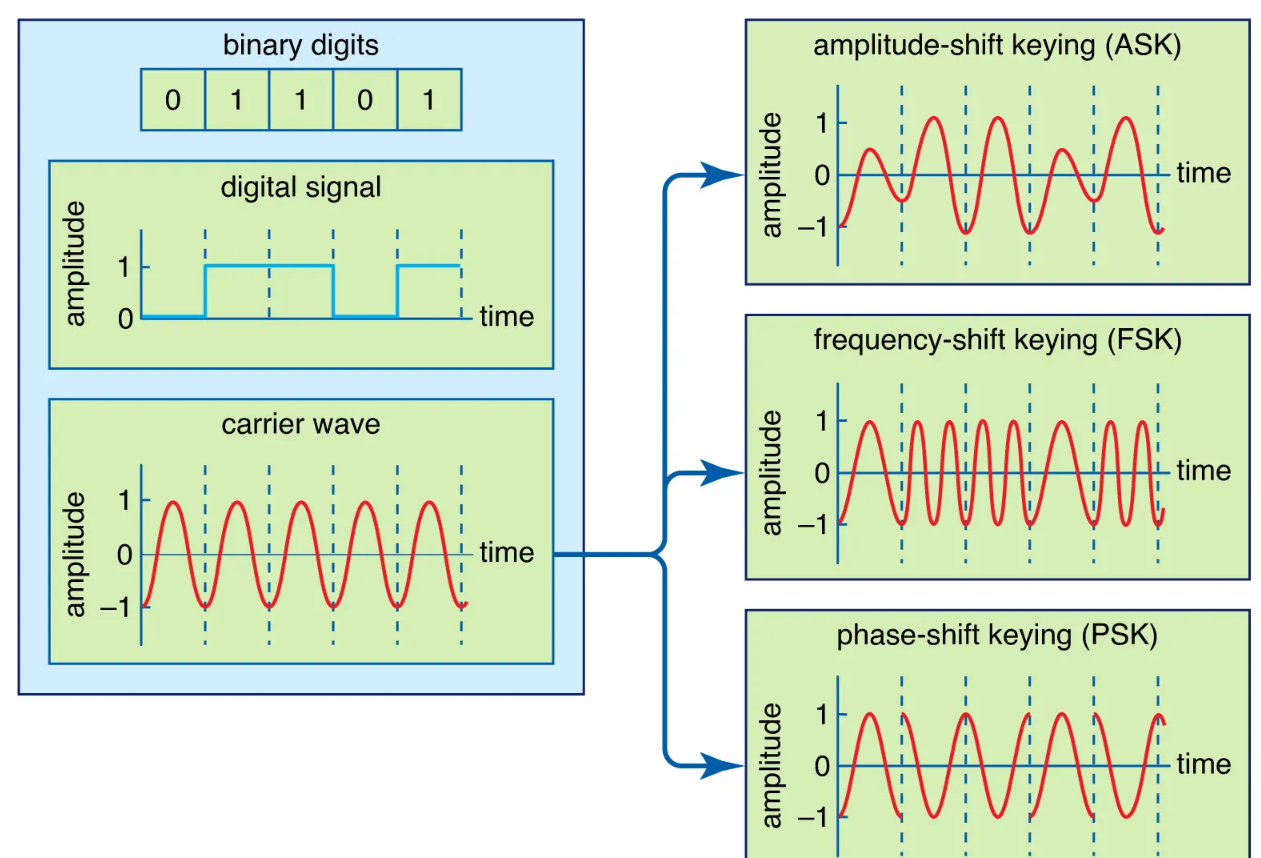 binary digits
0 1 1 0 1
digital signal
amplitude
1
0
time
carrier wave
amplitude
1
0
–1
time
amplitude-shift keying (ASK)
amplitude
1
0
–1
time
frequency-shift keying (FSK)
amplitude
1
0
–1
time
phase-shift keying (PSK)
amplitude
1
0
–1
time